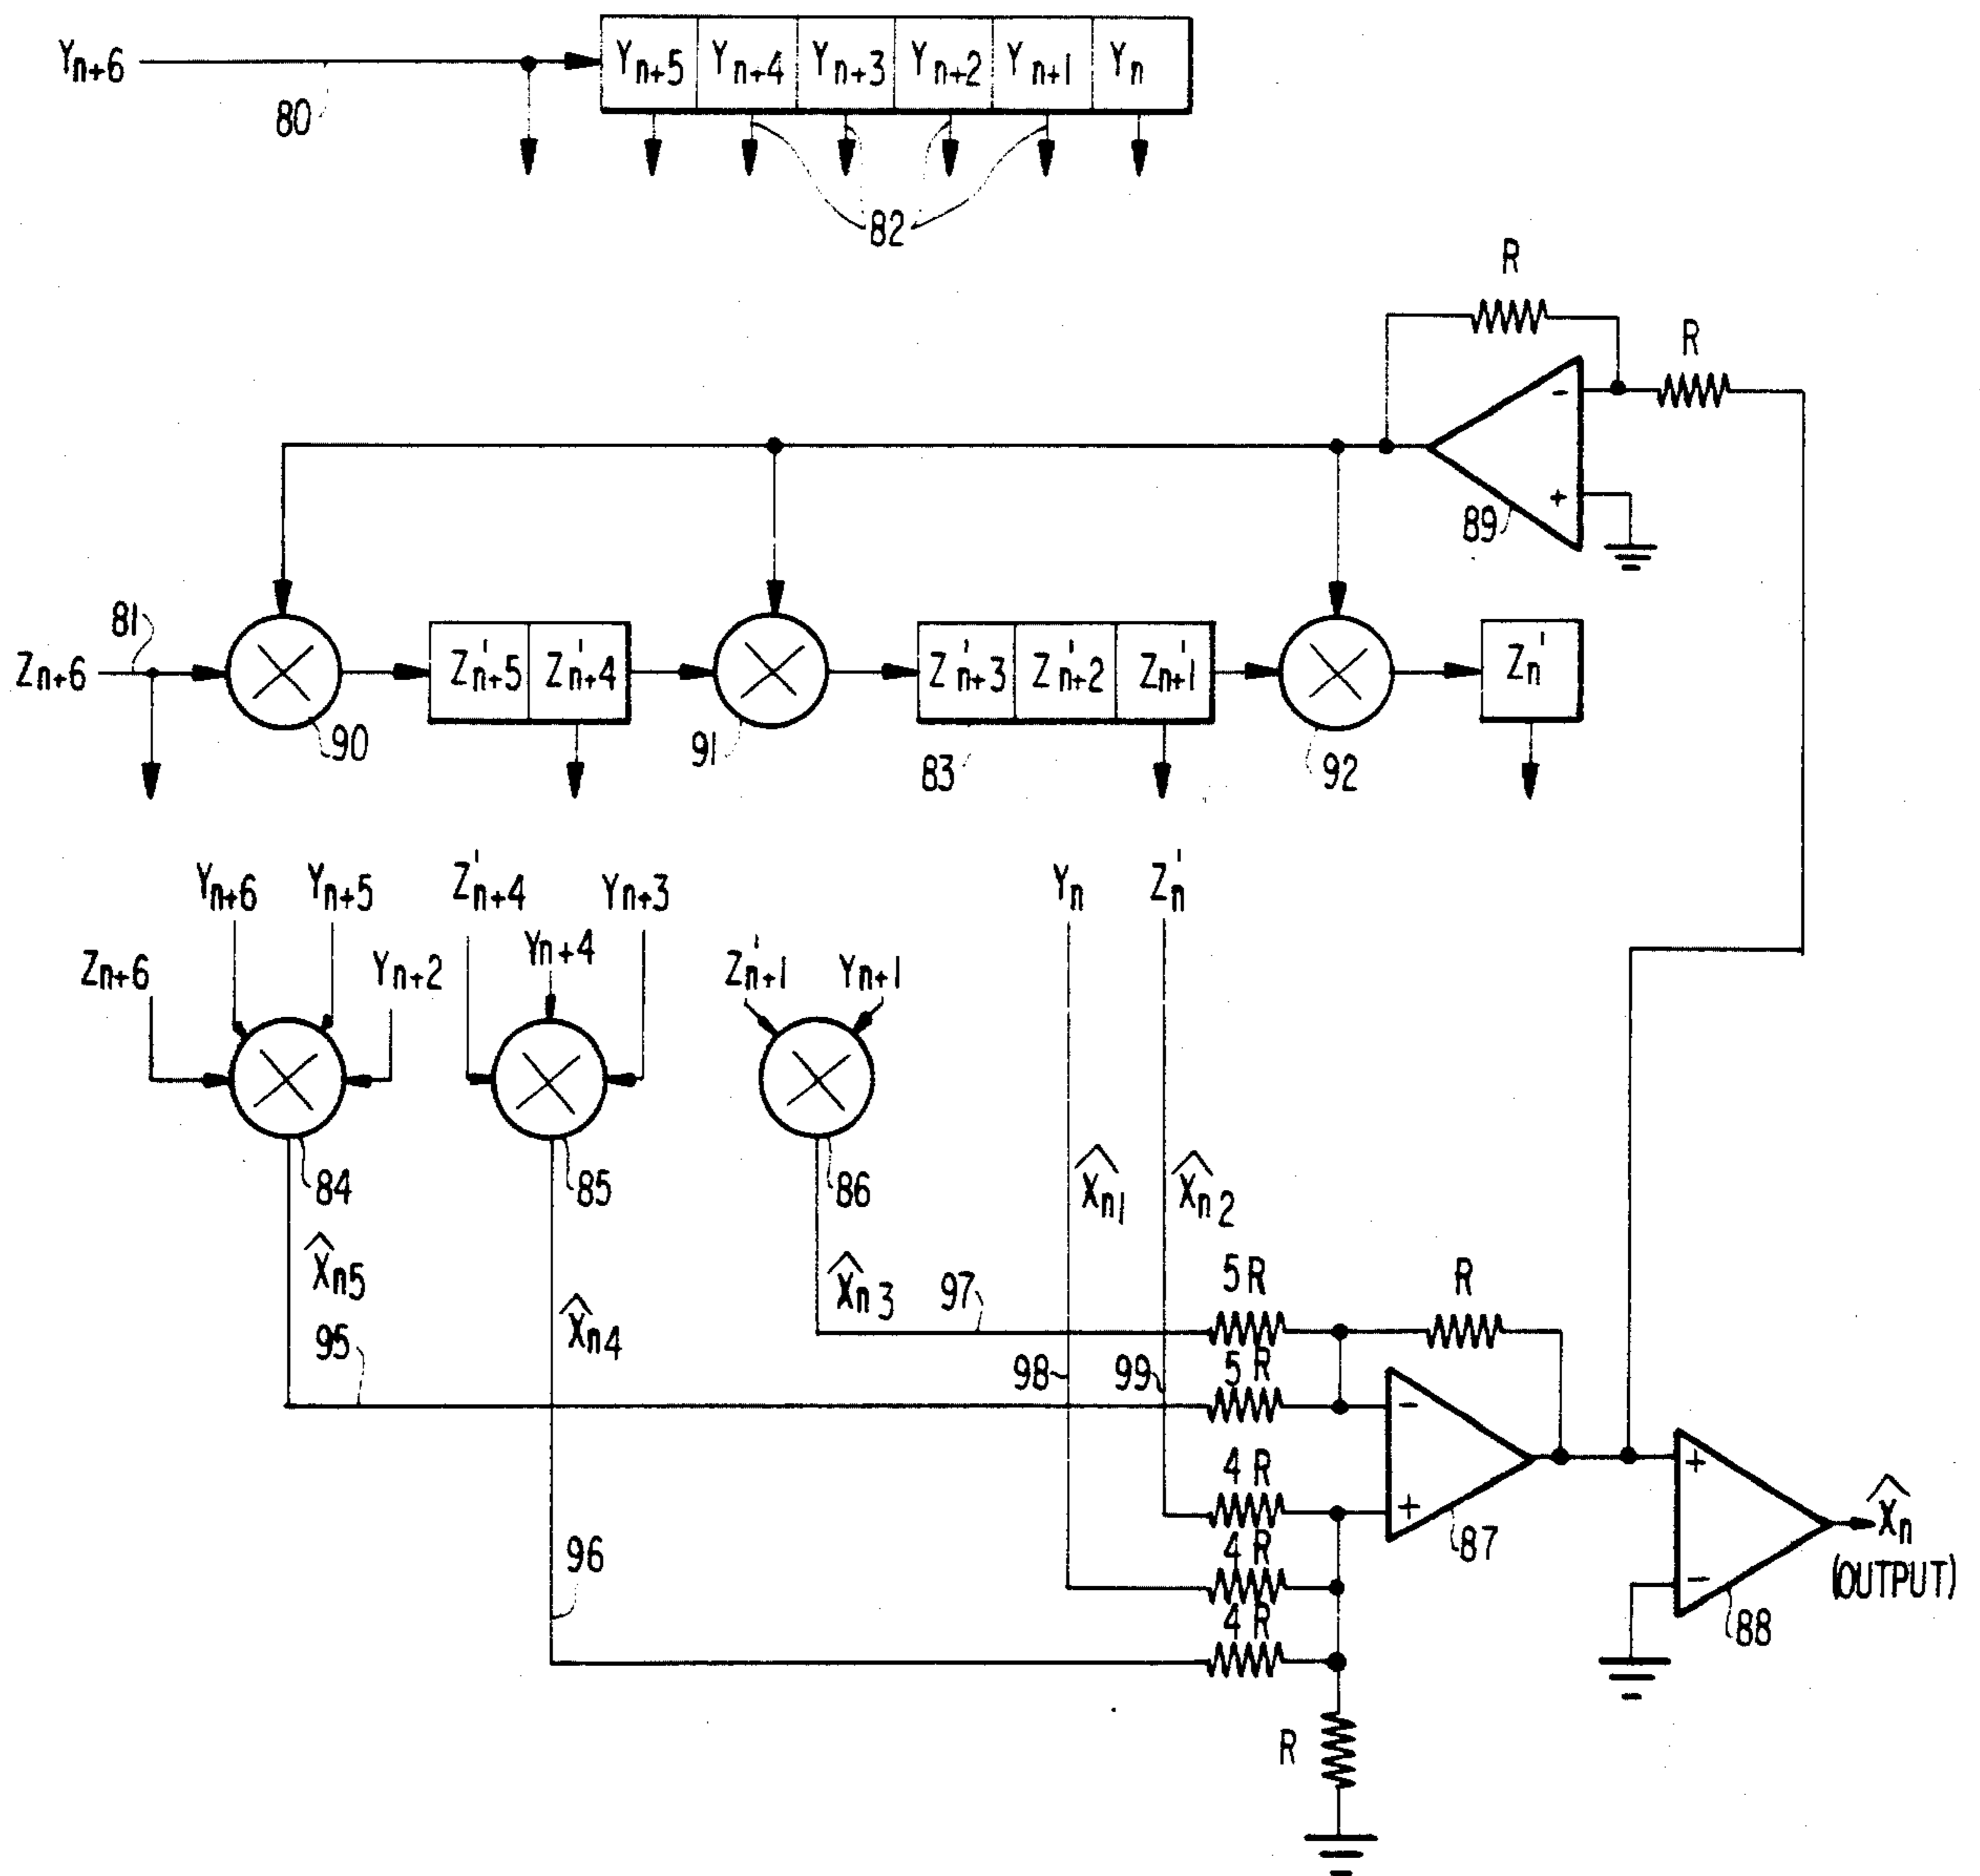 Yn+6
Yn+5 Yn+4 Yn+3 Yn+2 Yn+1 Yn
80
82
R
R
-
+
89
81
Zn+6
Z'n+5 Z'n+4
Z'n+3 Z'n+2 Z'n+1
Z'n
90
91
83
92
Yn+6 Yn+5
Z'n+4 Yn+3
Yn Z'n
Zn+6 Yn+2
Yn+4
Z'n+1 Yn+1
84
85
86
X̂n1 X̂n2
X̂n5
X̂n4
X̂n3
97
5R
R
95
98
99
5R
-
4R
+
87
+
-
X̂n
(OUTPUT)
88
96
4R
4R
R